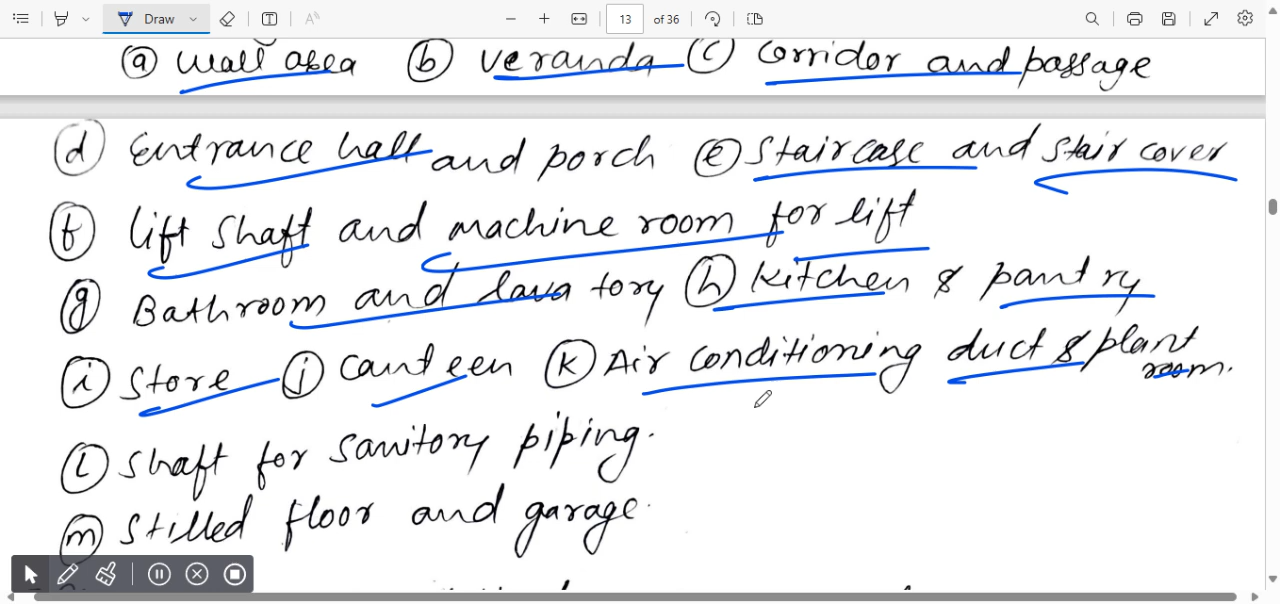 Draw
13 of 36
(a) wall area (b) veranda (c) Corridor and passage
(d) Entrance hall and porch (e) Staircase and stair cover
(f) lift shaft and machine room for lift
(g) Bathroom and lavatory (h) kitchen & pantry
(i) store (j) canteen (k) Air conditioning duct & plant room.
(l) shaft for sanitory piping.
(m) stilled floor and garage.